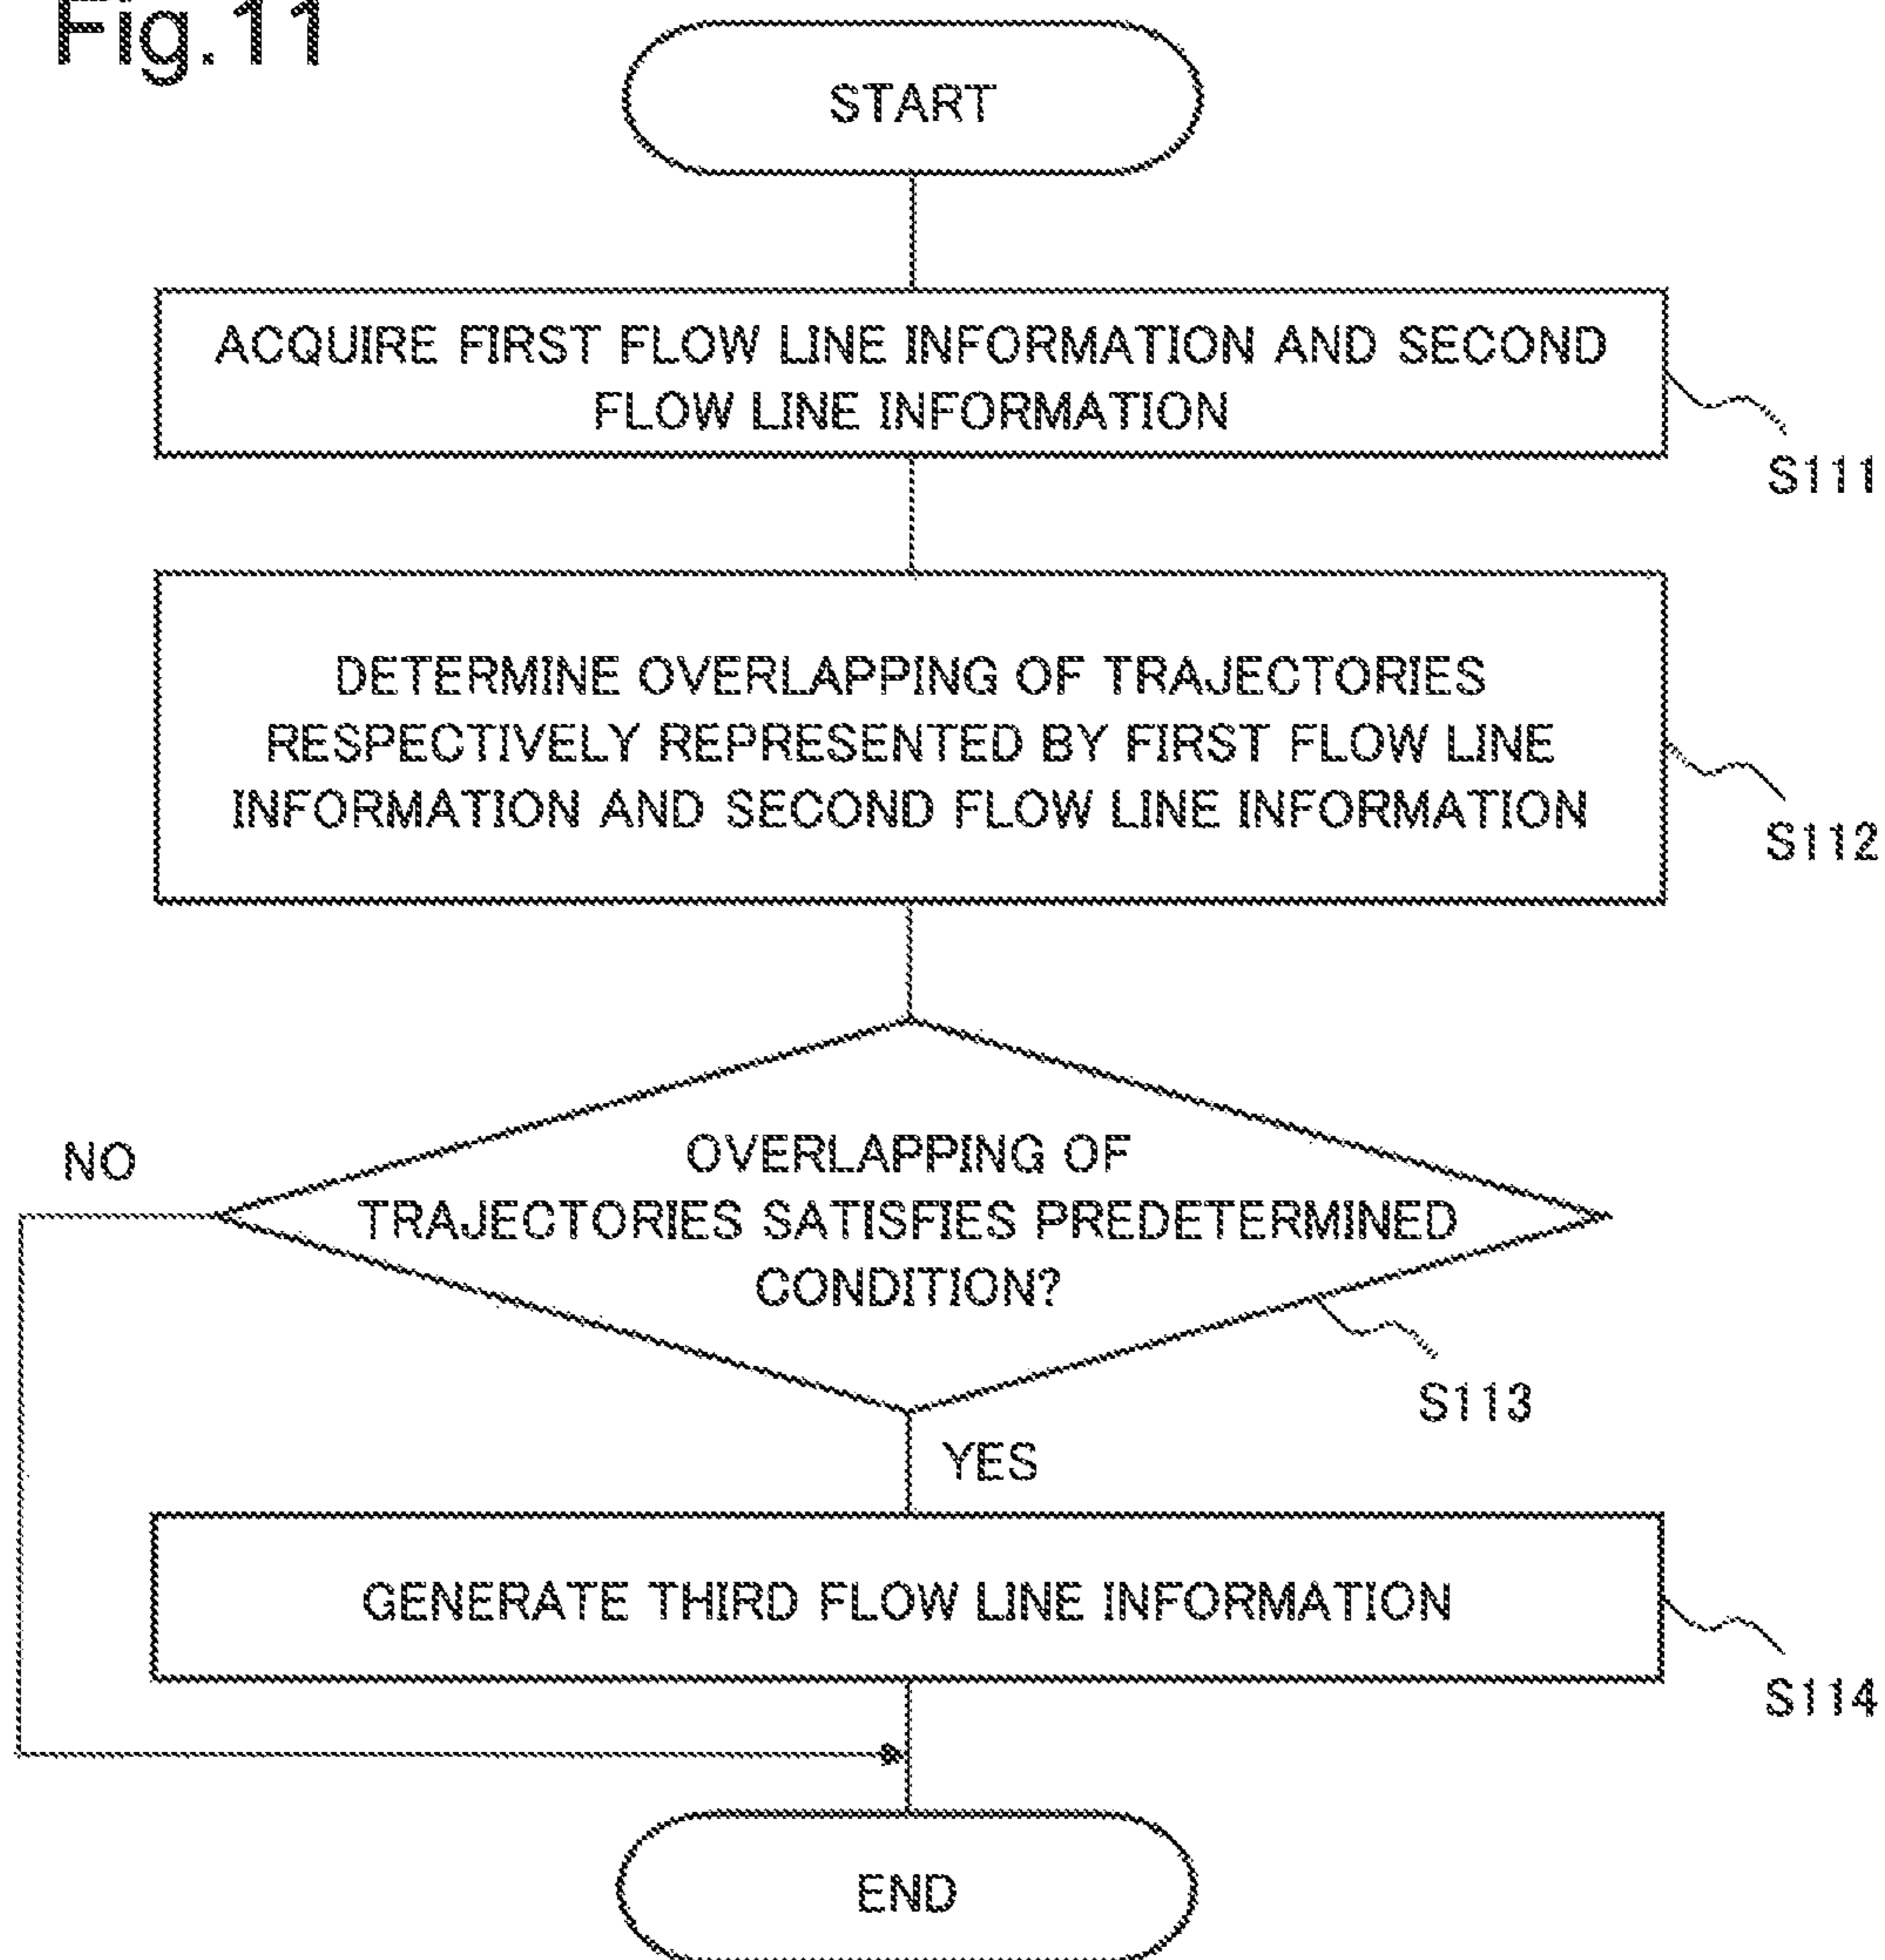 Fig.11
START
ACQUIRE FIRST FLOW LINE INFORMATION AND SECOND
FLOW LINE INFORMATION
S111
DETERMINE OVERLAPPING OF TRAJECTORIES
RESPECTIVELY REPRESENTED BY FIRST FLOW LINE
INFORMATION AND SECOND FLOW LINE INFORMATION
S112
NO
OVERLAPPING OF
TRAJECTORIES SATISFIES PREDETERMINED
CONDITION?
S113
YES
GENERATE THIRD FLOW LINE INFORMATION
S114
END